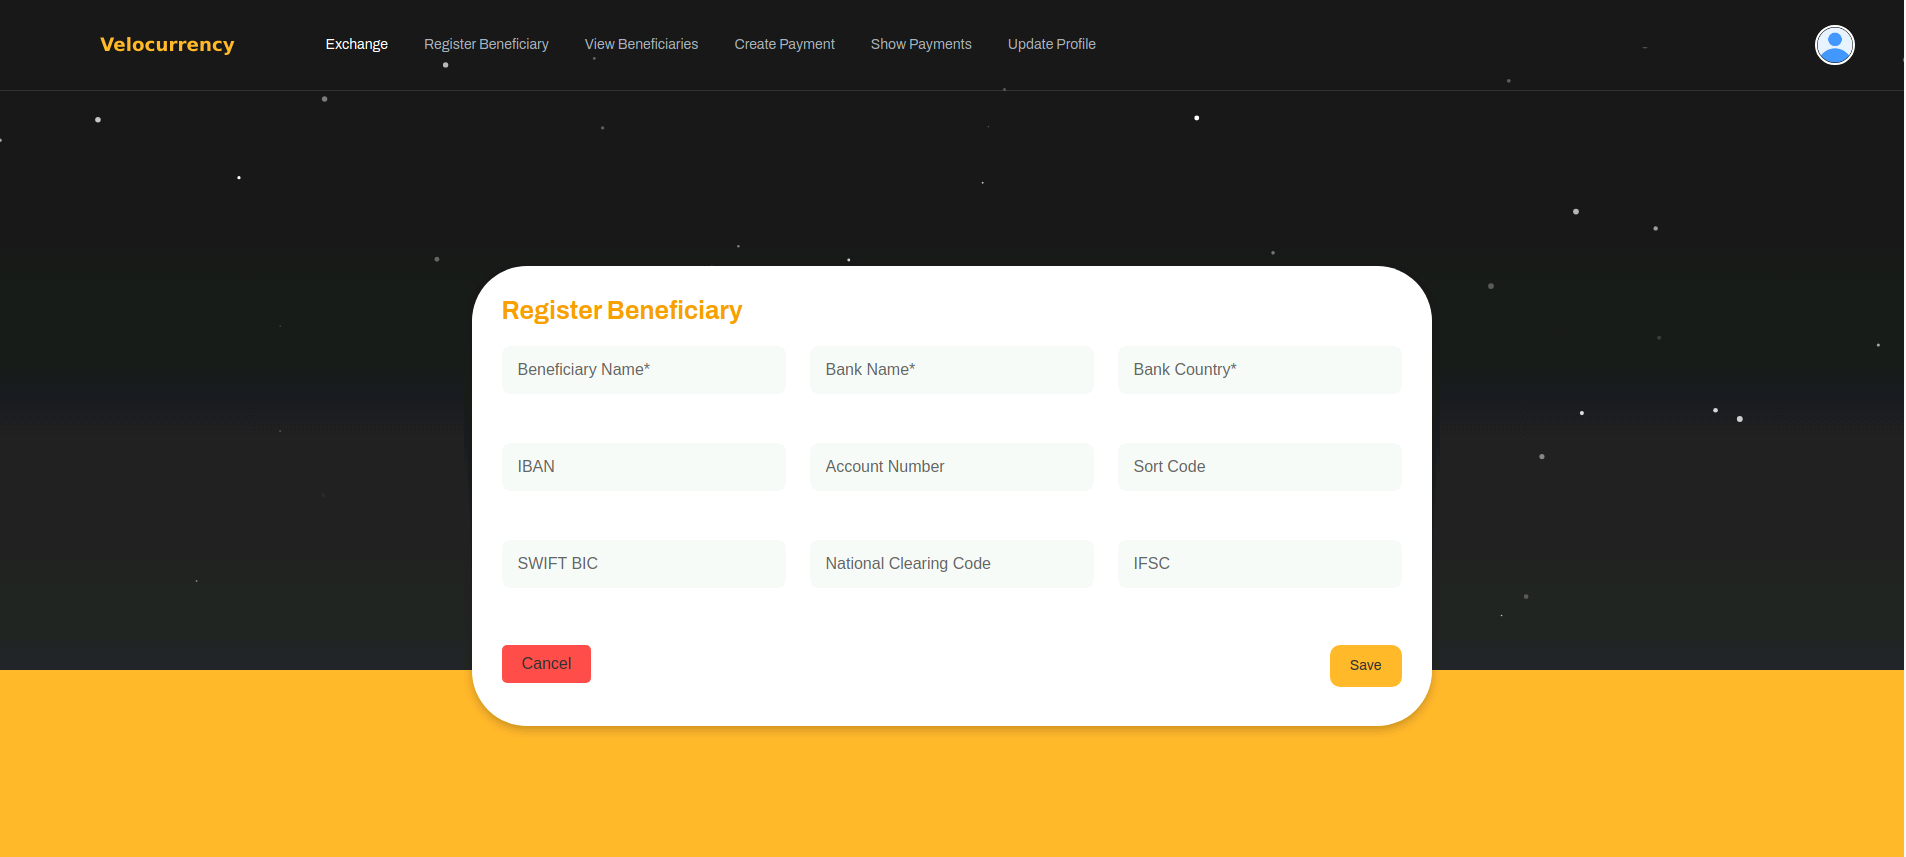 Velocurrency Exchange Register Beneficiary View Beneficiaries Create Payment Show Payments Update Profile
Register Beneficiary
Beneficiary Name* Bank Name* Bank Country*
IBAN Account Number Sort Code
SWIFT BIC National Clearing Code IFSC
Cancel Save